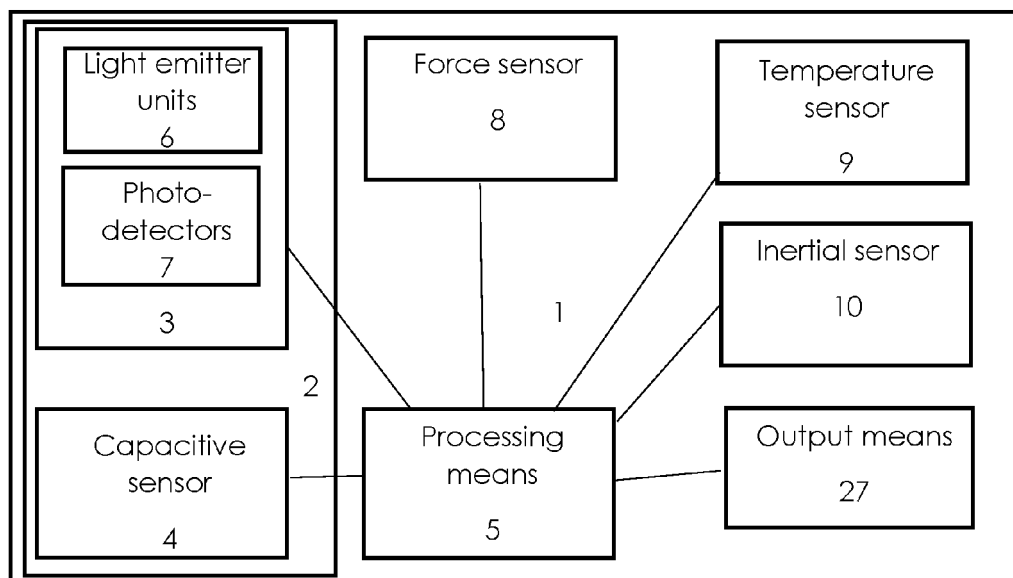 Light emitter
units
6
Photo-
detectors
7
3
2
Capacitive
sensor
4
Force sensor
8
1
Processing
means
5
Temperature
sensor
9
Inertial sensor
10
Output means
27